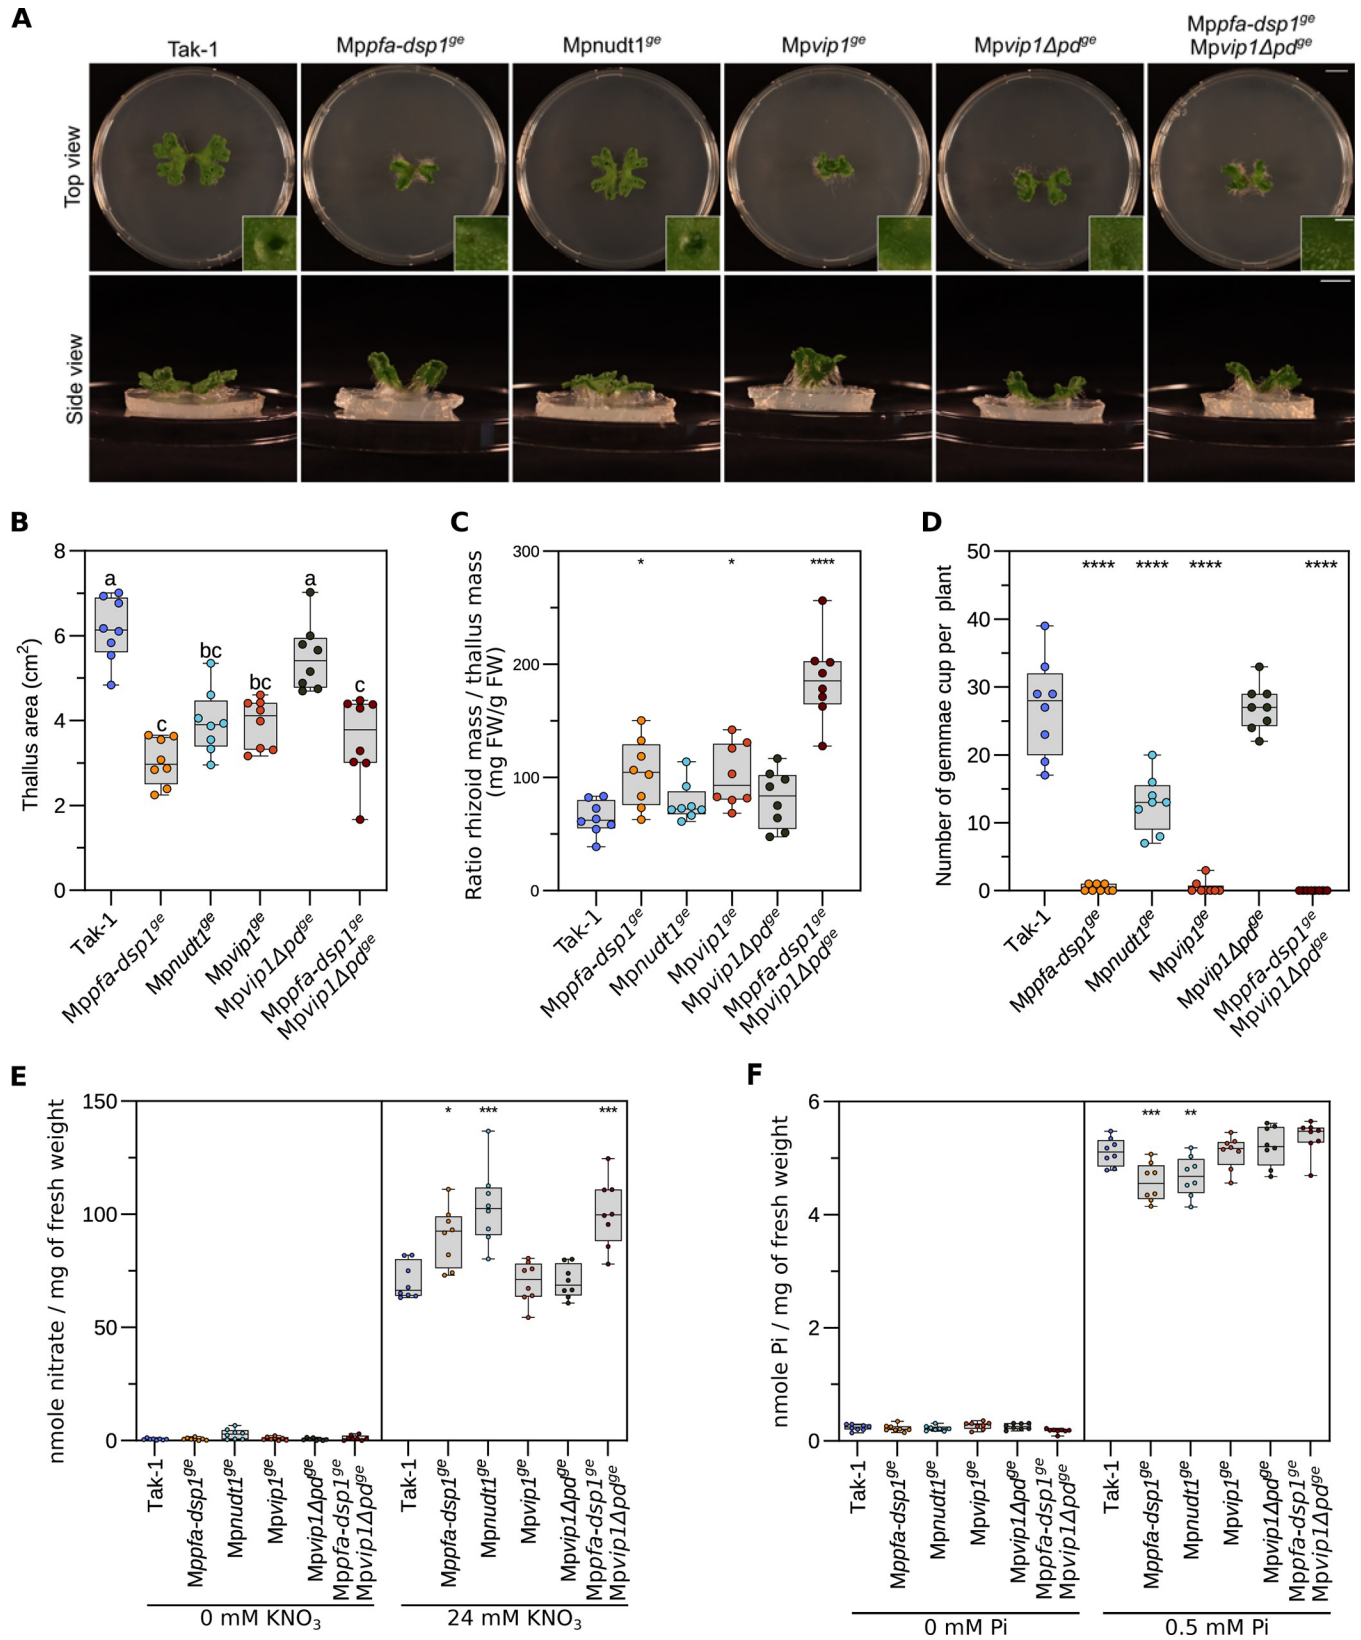 A
Tak-1
Mppfa-dsp1ge
Mpnudt1ge
Mpvip1ge
Mpvip1Δpdge
Mppfa-dsp1ge
Mpvip1Δpdge
Top view
Side view
B
Thallus area (cm2)
8
6
4
2
0
a
c
bc
bc
a
c
Tak-1
Mppfa-dsp1ge
Mpnudt1ge
Mpvip1ge
Mpvip1Δpdge
Mppfa-dsp1ge
Mpvip1Δpdge
C
Ratio rhizoid mass / thallus mass
(mg FW/g FW)
300
200
100
0
*
*
****
Tak-1
Mppfa-dsp1ge
Mpnudt1ge
Mpvip1ge
Mpvip1Δpdge
Mppfa-dsp1ge
Mpvip1Δpdge
D
Number of gemmae cup per plant
50
40
30
20
10
0
****
****
****
****
Tak-1
Mppfa-dsp1ge
Mpnudt1ge
Mpvip1ge
Mpvip1Δpdge
Mppfa-dsp1ge
Mpvip1Δpdge
E
nmole nitrate / mg of fresh weight
150
100
50
0
*
***
***
Tak-1
Mppfa-dsp1ge
Mpnudt1ge
Mpvip1ge
Mpvip1Δpdge
Mppfa-dsp1ge
Mpvip1Δpdge
Tak-1
Mppfa-dsp1ge
Mpnudt1ge
Mpvip1ge
Mpvip1Δpdge
Mppfa-dsp1ge
Mpvip1Δpdge
0 mM KNO3
24 mM KNO3
F
nmole Pi / mg of fresh weight
6
4
2
0
***
**
Tak-1
Mppfa-dsp1ge
Mpnudt1ge
Mpvip1ge
Mpvip1Δpdge
Mppfa-dsp1ge
Mpvip1Δpdge
Tak-1
Mppfa-dsp1ge
Mpnudt1ge
Mpvip1ge
Mpvip1Δpdge
Mppfa-dsp1ge
Mpvip1Δpdge
0 mM Pi
0.5 mM Pi